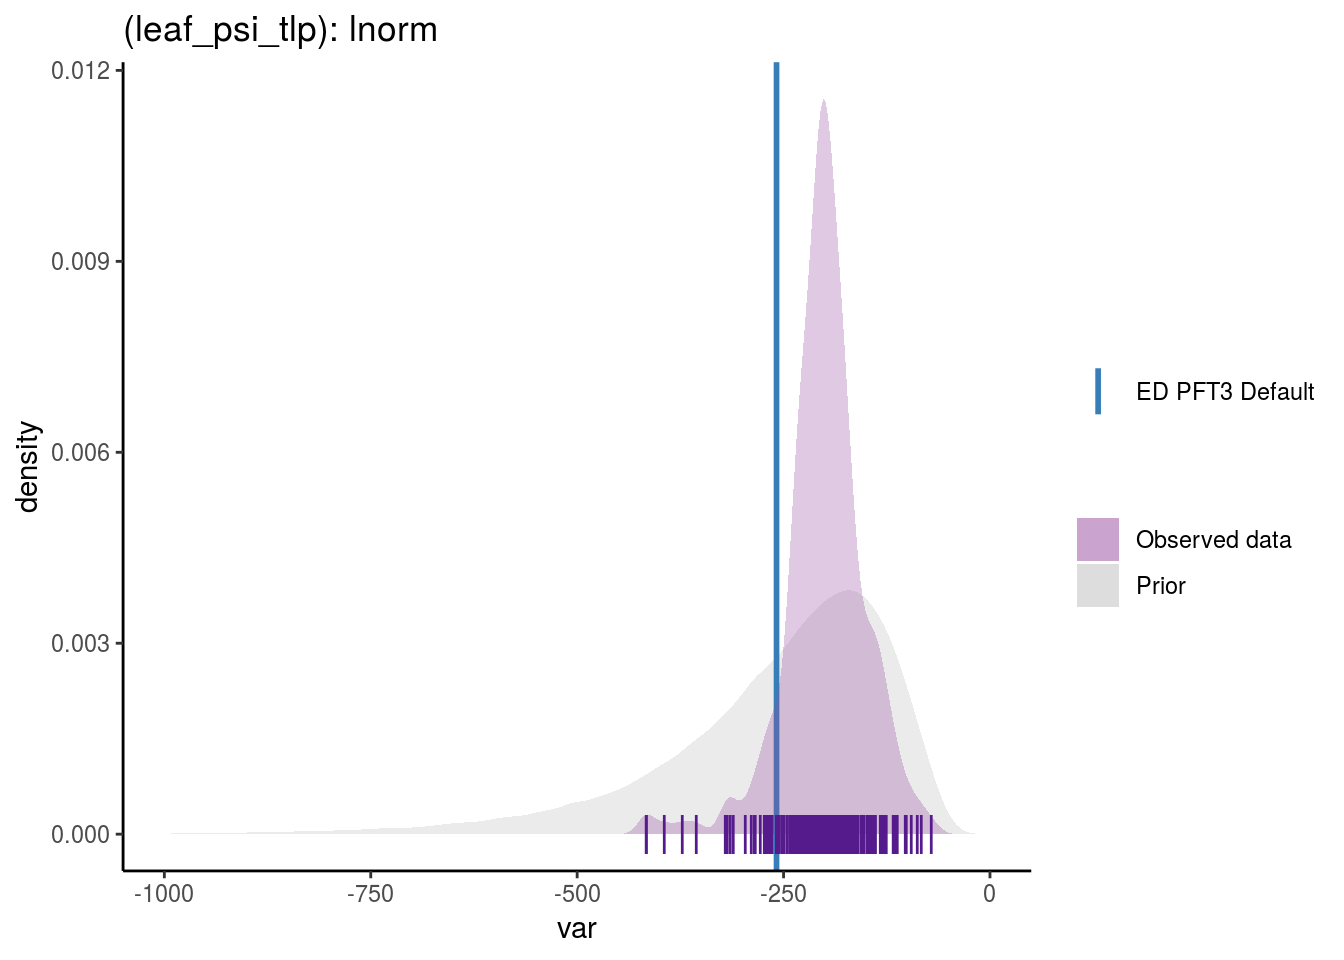 (leaf_psi_tlp): lnorm
0.012
0.009
0.006
0.003
0.000
density
-1000
-750
-500
-250
0
var
ED PFT3 Default
Observed data
Prior